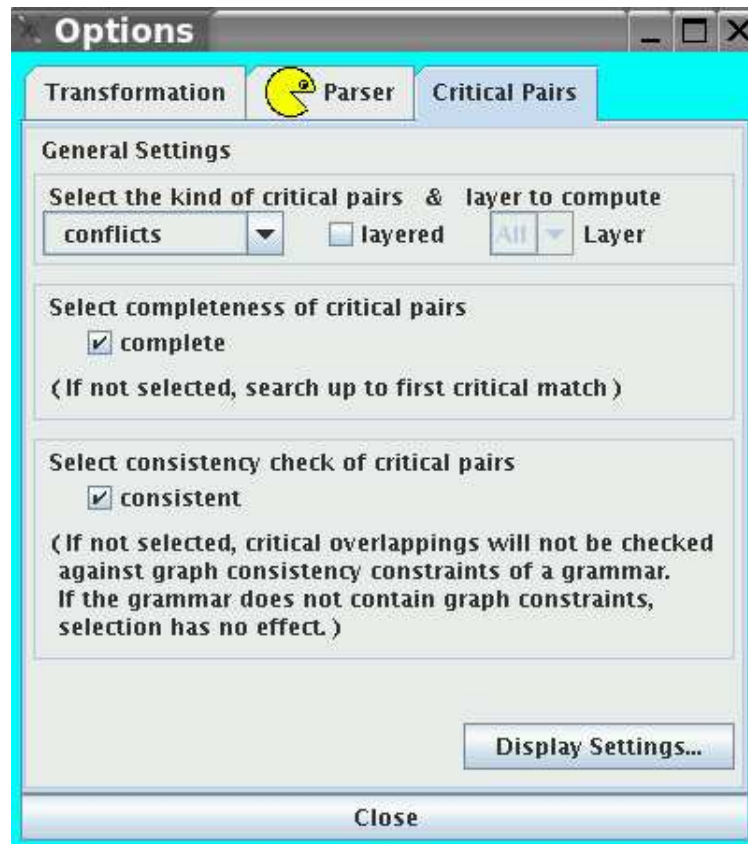 Options
Transformation Parser Critical Pairs
General Settings
Select the kind of critical pairs & layer to compute
conflicts layered All Layer
Select completeness of critical pairs
complete
(If not selected, search up to first critical match )
Select consistency check of critical pairs
consistent
(If not selected, critical overlappings will not be checked
against graph consistency constraints of a grammar.
If the grammar does not contain graph constraints,
selection has no effect. )
Display Settings...
Close